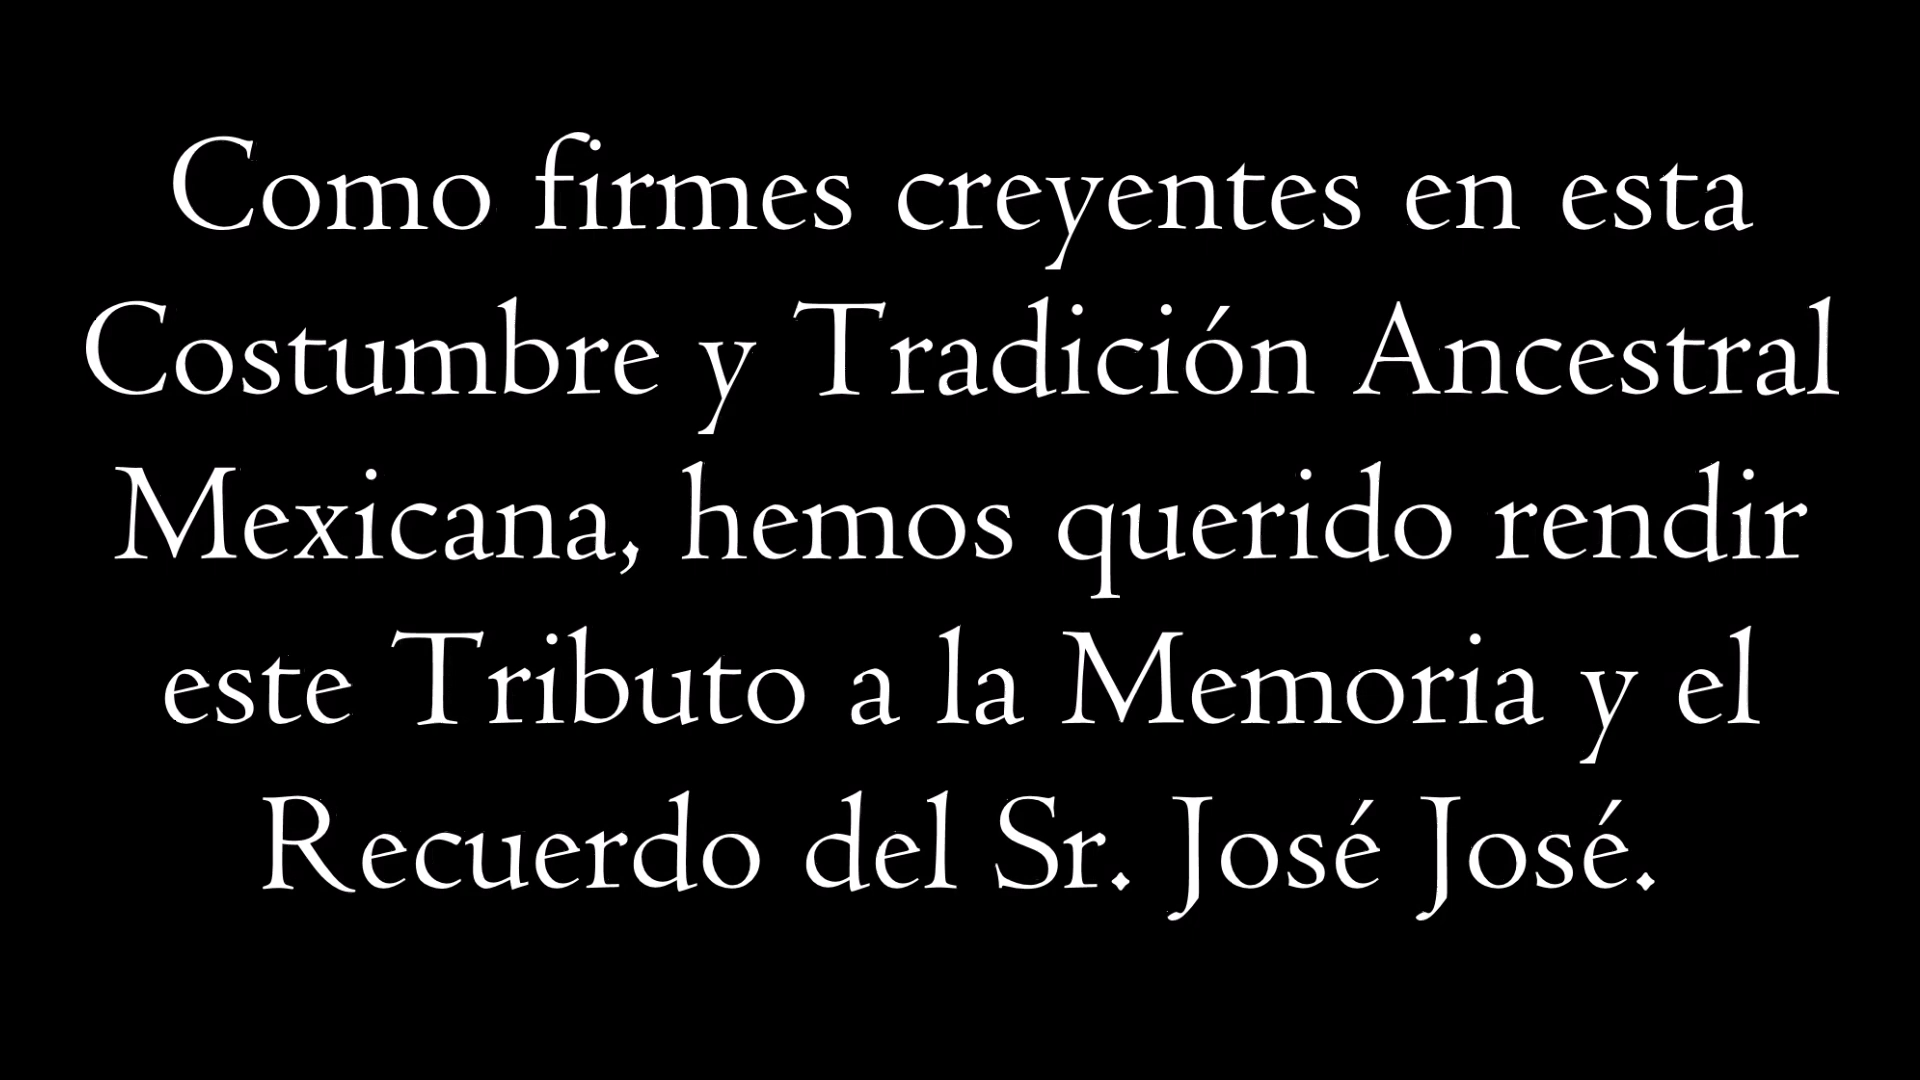 Como firmes creyentes en esta
Costumbre y Tradición Ancestral
Mexicana, hemos querido rendir
este Tributo a la Memoria y el
Recuerdo del Sr. José José.